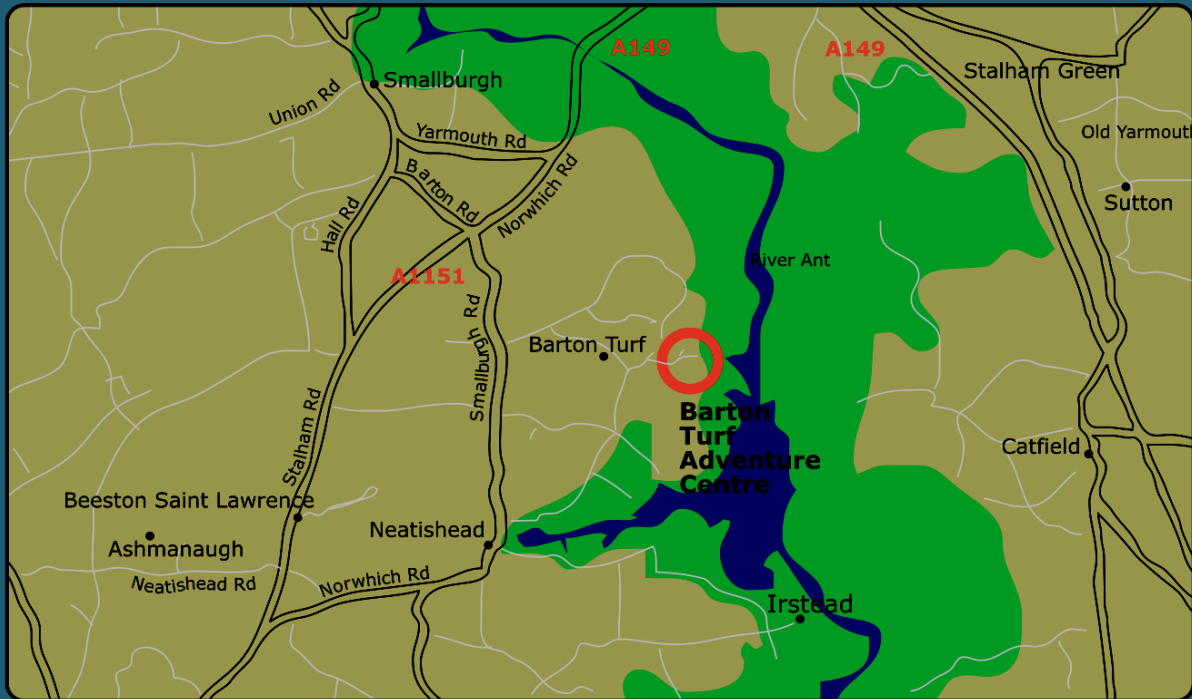 A149
A149
Stalham Green
Smallburgh
Union Rd
Yarmouth Rd
Old Yarmouth
Barton Rd
Norwhich Rd
Sutton
Hall Rd
River Ant
A1151
Smallburgh Rd
Barton Turf
Barton
Turf
Adventure
Centre
Stalham Rd
Catfield
Beeston Saint Lawrence
Neatishead
Ashmanaugh
Neatishead Rd
Norwhich Rd
Irstead